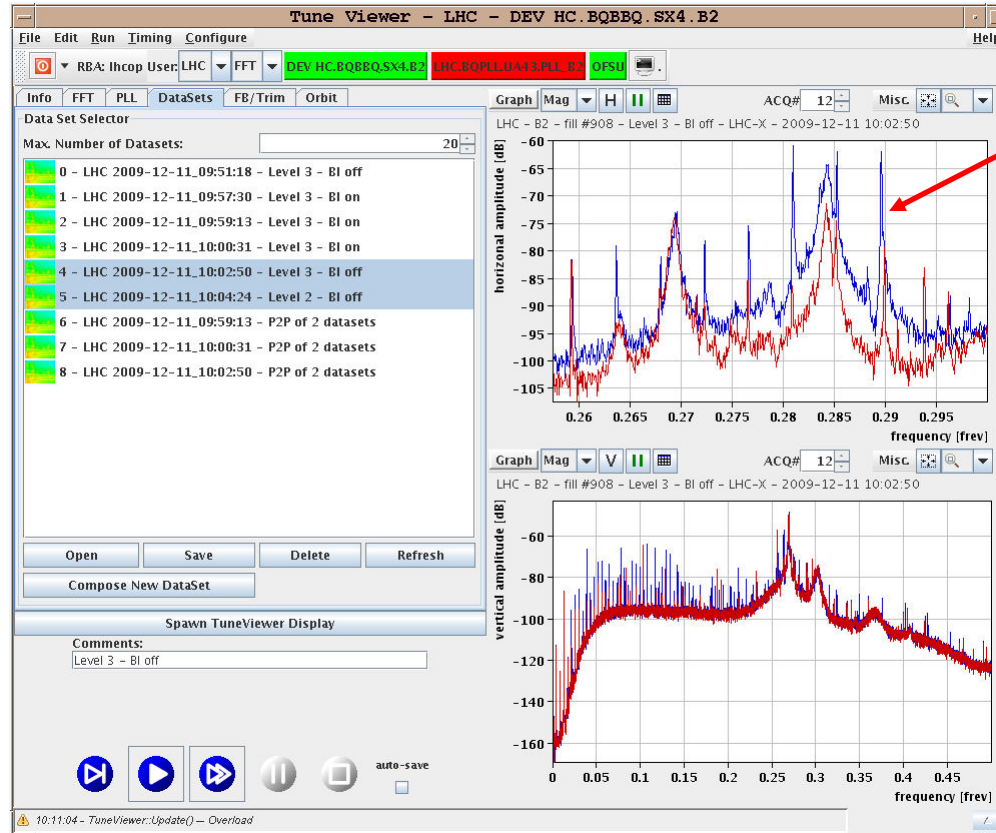 Tune Viewer - LHC - DEV HC.BQBBQ.SX4.B2
File Edit Run Timing Configure Help
RBA: lhcop User: LHC FFT DEV HC.BQBBQ.SX4.B2 LHC.BQPLL.UA43.PLL_B2 OFSU
Info FFT PLL DataSets FB/Trim Orbit
Data Set Selector
Max. Number of Datasets: 20
0 - LHC 2009-12-11_09:51:18 - Level 3 - BI off
1 - LHC 2009-12-11_09:57:30 - Level 3 - BI on
2 - LHC 2009-12-11_09:59:13 - Level 3 - BI on
3 - LHC 2009-12-11_10:00:31 - Level 3 - BI on
4 - LHC 2009-12-11_10:02:50 - Level 3 - BI off
5 - LHC 2009-12-11_10:04:24 - Level 2 - BI off
6 - LHC 2009-12-11_09:59:13 - P2P of 2 datasets
7 - LHC 2009-12-11_10:00:31 - P2P of 2 datasets
8 - LHC 2009-12-11_10:02:50 - P2P of 2 datasets
Open Save Delete Refresh
Compose New DataSet
Spawn TuneViewer Display
Comments:
Level 3 - BI off
auto-save
10:11:04 - TuneViewer::Update() - Overload
Graph Mag H ACQ# 12 Misc.
LHC - B2 - fill #908 - Level 3 - BI off - LHC-X - 2009-12-11 10:02:50
horizonal amplitude [dB]
-60
-65
-70
-75
-80
-85
-90
-95
-100
-105
0.26 0.265 0.27 0.275 0.28 0.285 0.29 0.295
frequency [frev]
Graph Mag V ACQ# 12 Misc.
LHC - B2 - fill #908 - Level 3 - BI off - LHC-X - 2009-12-11 10:02:50
vertical amplitude [dB]
-60
-80
-100
-120
-140
-160
0 0.05 0.1 0.15 0.2 0.25 0.3 0.35 0.4 0.45
frequency [frev]